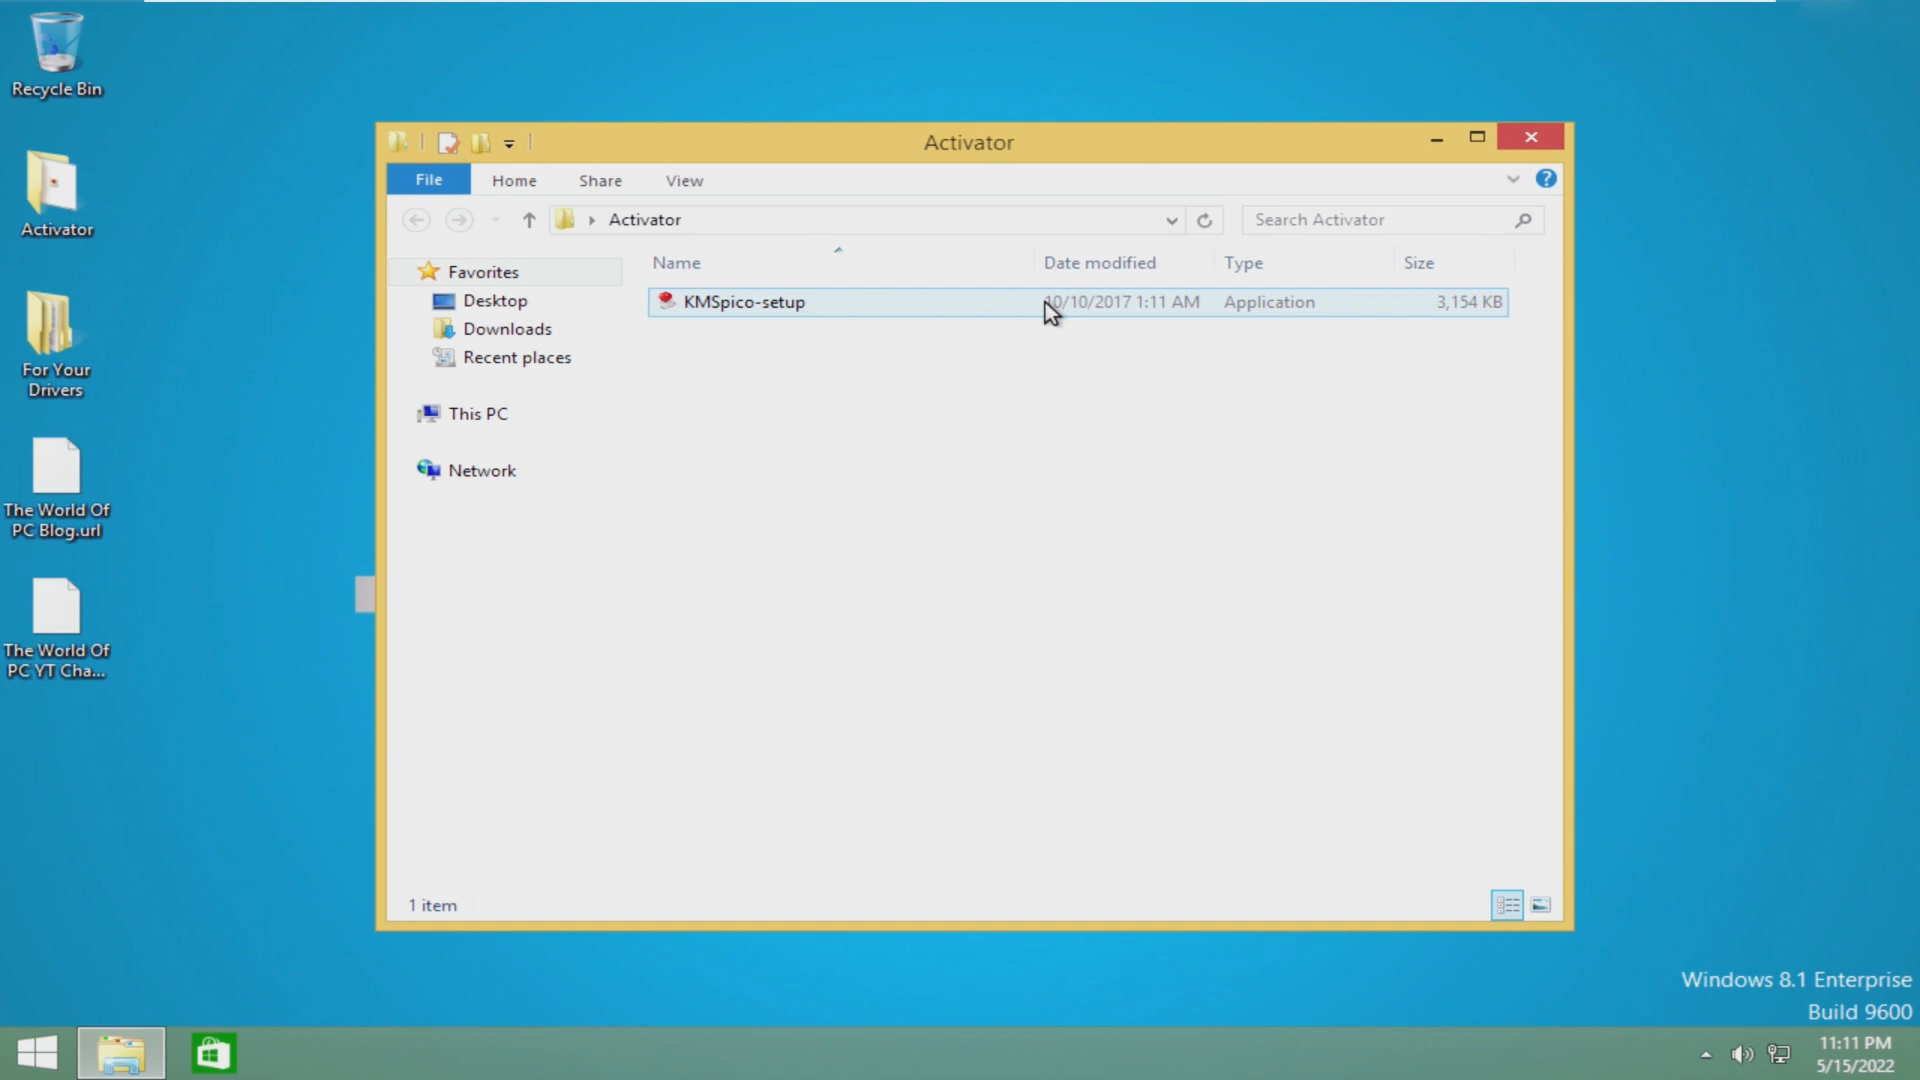 Recycle Bin
Activator
For Your
Drivers
The World Of
PC Blog.url
The World Of
PC YT Cha...
Activator
File
Home
Share
View
Activator
Search Activator
Name
Date modified
Type
Size
Favorites
Desktop
Downloads
Recent places
This PC
Network
KMSpico-setup
10/10/2017 1:11 AM
Application
3,154 KB
1 item
Windows 8.1 Enterprise
Build 9600
11:11 PM
5/15/2022